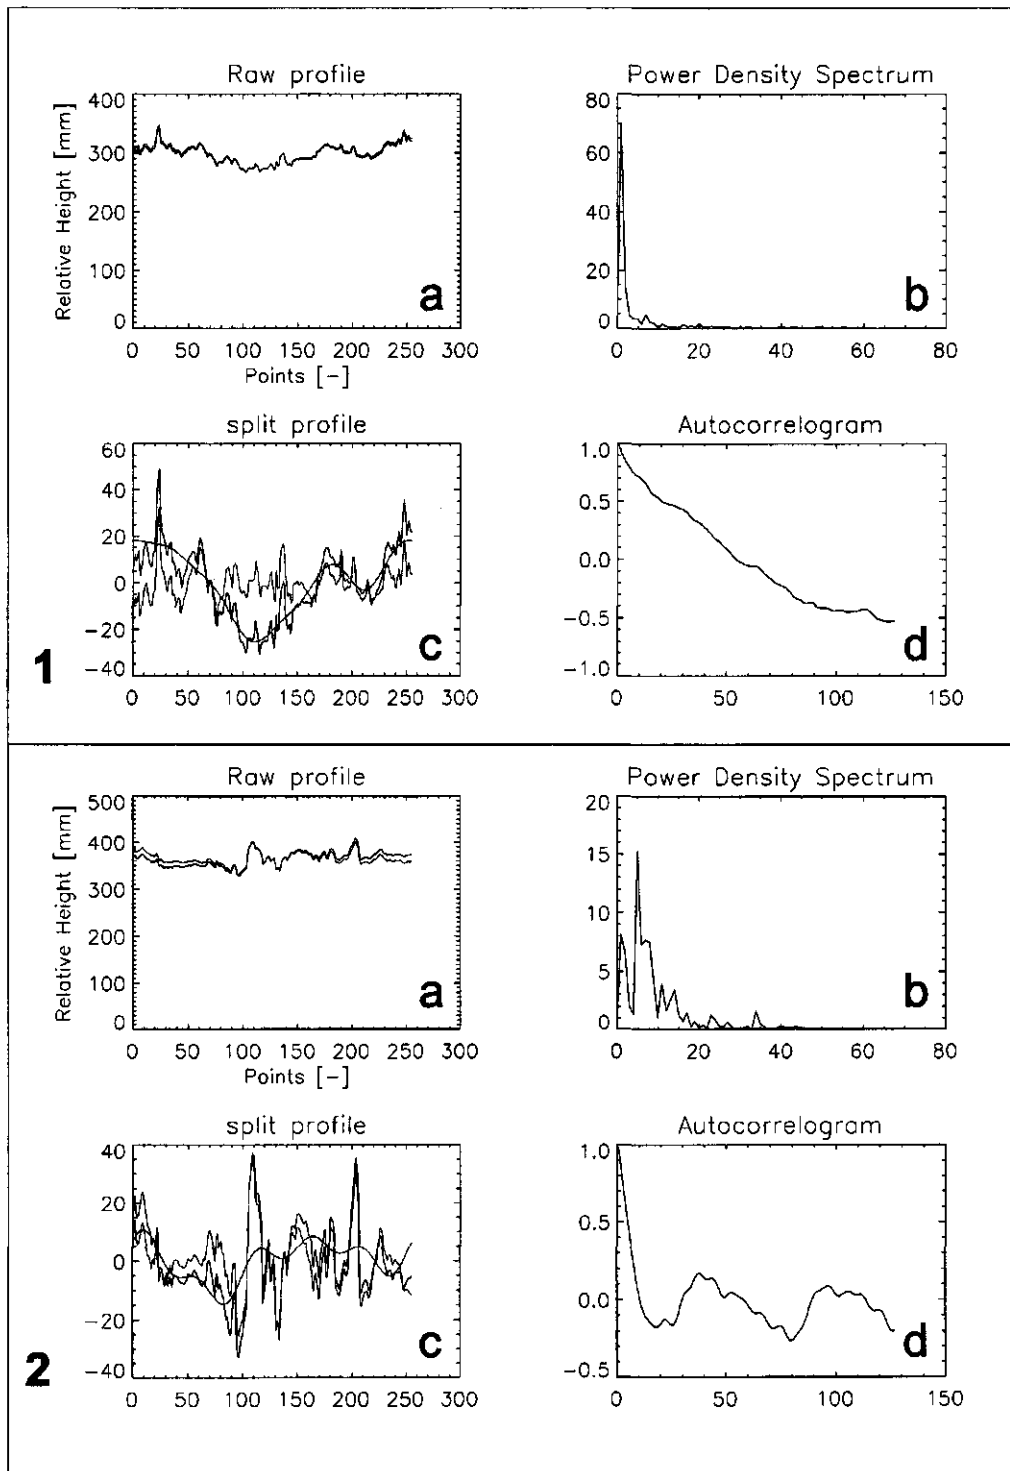 Raw profile
Power Density Spectrum
Relative Height [mm]
400
300
200
100
0
0 50 100 150 200 250 300
Points [-]
a
80
60
40
20
0
0 20 40 60 80
b
split profile
Autocorrelogram
60
40
20
0
-20
-40
0 50 100 150 200 250 300
c
1.0
0.5
0.0
-0.5
-1.0
0 50 100 150
d
1
Raw profile
Power Density Spectrum
Relative Height [mm]
500
400
300
200
100
0
0 50 100 150 200 250 300
Points [-]
a
20
15
10
5
0
0 20 40 60 80
b
split profile
Autocorrelogram
40
20
0
-20
-40
0 50 100 150 200 250 300
c
1.0
0.5
0.0
-0.5
0 50 100 150
d
2